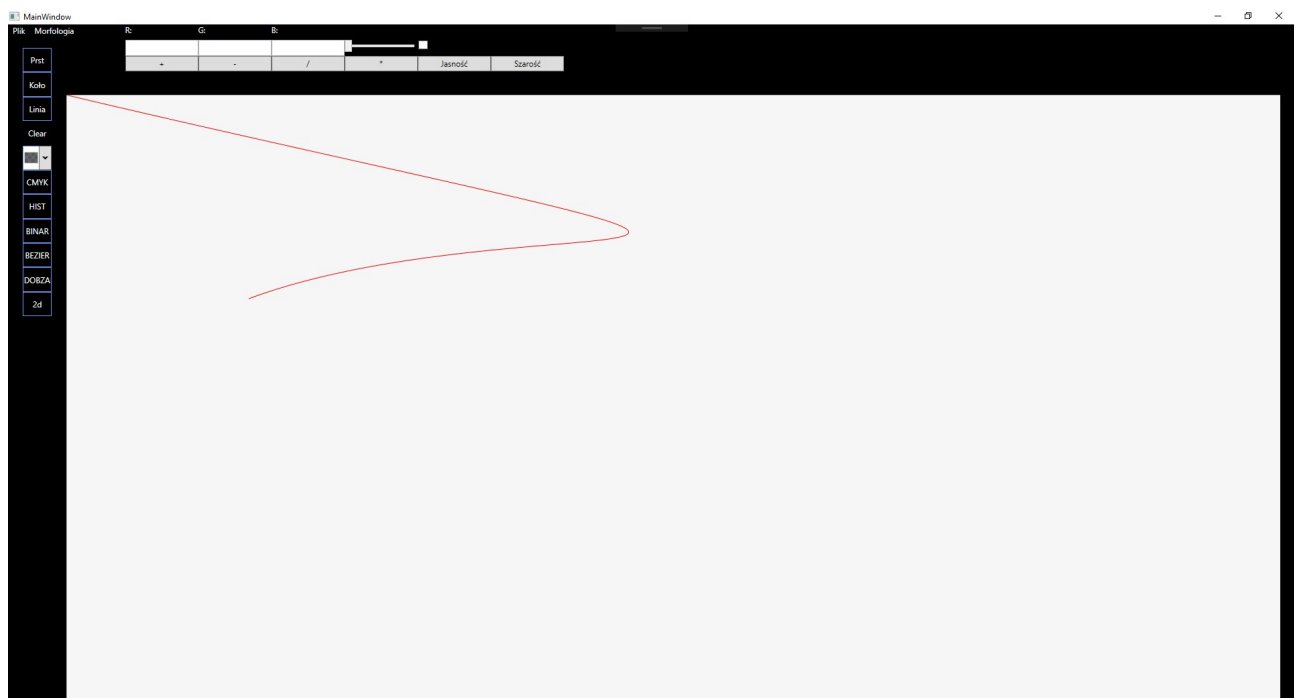 MainWindow
Plik Morfologia R: G: B:
+ - / * Jasność Szarość
Prst
Koło
Linia
Clear
CMYK
HIST
BINAR
BEZIER
DOBZA
2d